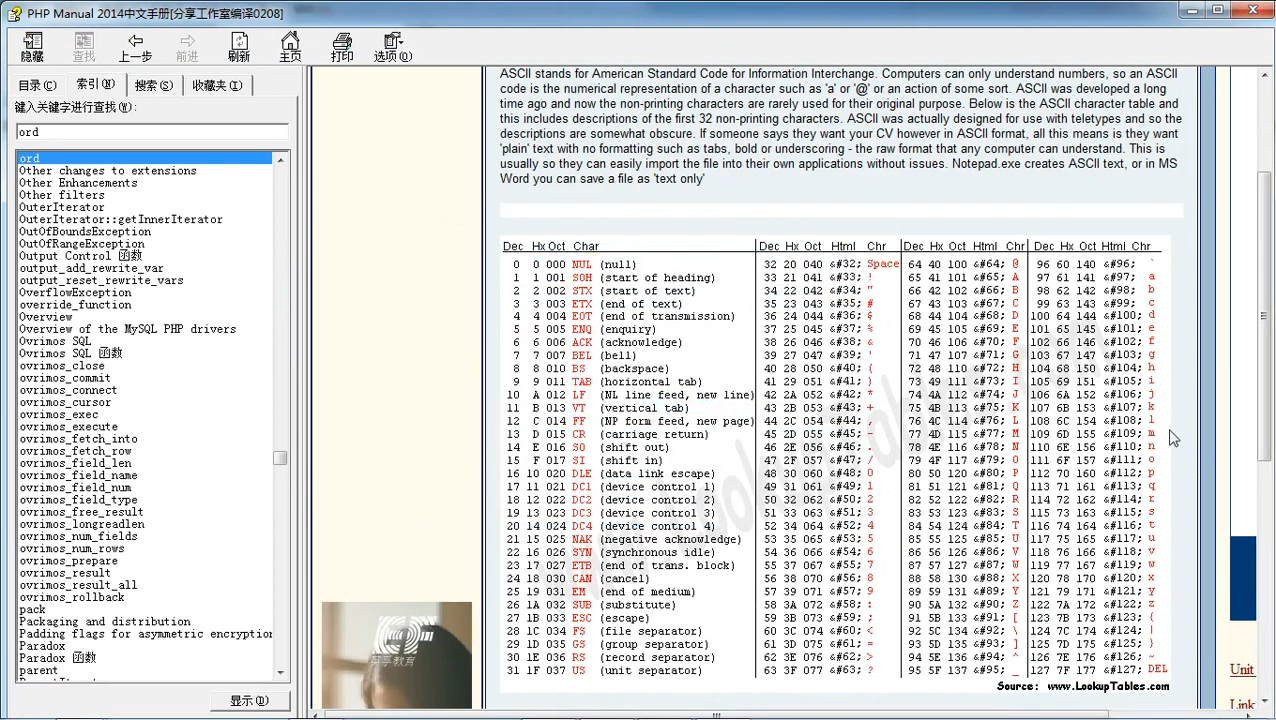 PHP Manual 2014中文手册[分享工作室编译0208]
隐藏 查找 上一步 前进 刷新 主页 打印 选项(O)
目录(C) 索引(N) 搜索(S) 收藏夹(I)
键入关键字进行查找(W):
ord
ord
Other changes to extensions
Other Enhancements
Other filters
OuterIterator
OuterIterator::getInnerIterator
OutOfBoundsException
OutOfRangeException
Output Control 函数
output_add_rewrite_var
output_reset_rewrite_vars
OverflowException
override_function
Overview
Overview of the MySQL PHP drivers
Ovrimos SQL
Ovrimos SQL 函数
ovrimos_close
ovrimos_commit
ovrimos_connect
ovrimos_cursor
ovrimos_exec
ovrimos_execute
ovrimos_fetch_into
ovrimos_fetch_row
ovrimos_field_len
ovrimos_field_name
ovrimos_field_num
ovrimos_field_type
ovrimos_free_result
ovrimos_longreadlen
ovrimos_num_fields
ovrimos_num_rows
ovrimos_prepare
ovrimos_result
ovrimos_result_all
ovrimos_rollback
pack
Packaging and distribution
Padding flags for asymmetric encryption
Paradox
Paradox 函数
parent
显示(D)
ASCII stands for American Standard Code for Information Interchange. Computers can only understand numbers, so an ASCII
code is the numerical representation of a character such as 'a' or '@' or an action of some sort. ASCII was developed a long
time ago and now the non-printing characters are rarely used for their original purpose. Below is the ASCII character table and
this includes descriptions of the first 32 non-printing characters. ASCII was actually designed for use with teletypes and so the
descriptions are somewhat obscure. If someone says they want your CV however in ASCII format, all this means is they want
'plain' text with no formatting such as tabs, bold or underscoring - the raw format that any computer can understand. This is
usually so they can easily import the file into their own applications without issues. Notepad.exe creates ASCII text, or in MS
Word you can save a file as 'text only'
Dec Hx Oct Char Dec Hx Oct Html Chr Dec Hx Oct Html Chr Dec Hx Oct Html Chr
0 0 000 NUL (null) 32 20 040 &#32; Space 64 40 100 &#64; @ 96 60 140 &#96; `
1 1 001 SOH (start of heading) 33 21 041 &#33; ! 65 41 101 &#65; A 97 61 141 &#97; a
2 2 002 STX (start of text) 34 22 042 &#34; " 66 42 102 &#66; B 98 62 142 &#98; b
3 3 003 ETX (end of text) 35 23 043 &#35; # 67 43 103 &#67; C 99 63 143 &#99; c
4 4 004 EOT (end of transmission) 36 24 044 &#36; $ 68 44 104 &#68; D 100 64 144 &#100; d
5 5 005 ENQ (enquiry) 37 25 045 &#37; % 69 45 105 &#69; E 101 65 145 &#101; e
6 6 006 ACK (acknowledge) 38 26 046 &#38; & 70 46 106 &#70; F 102 66 146 &#102; f
7 7 007 BEL (bell) 39 27 047 &#39; ' 71 47 107 &#71; G 103 67 147 &#103; g
8 8 010 BS (backspace) 40 28 050 &#40; ( 72 48 110 &#72; H 104 68 150 &#104; h
9 9 011 TAB (horizontal tab) 41 29 051 &#41; ) 73 49 111 &#73; I 105 69 151 &#105; i
10 A 012 LF (NL line feed, new line) 42 2A 052 &#42; * 74 4A 112 &#74; J 106 6A 152 &#106; j
11 B 013 VT (vertical tab) 43 2B 053 &#43; + 75 4B 113 &#75; K 107 6B 153 &#107; k
12 C 014 FF (NP form feed, new page) 44 2C 054 &#44; , 76 4C 114 &#76; L 108 6C 154 &#108; l
13 D 015 CR (carriage return) 45 2D 055 &#45; - 77 4D 115 &#77; M 109 6D 155 &#109; m
14 E 016 SO (shift out) 46 2E 056 &#46; . 78 4E 116 &#78; N 110 6E 156 &#110; n
15 F 017 SI (shift in) 47 2F 057 &#47; / 79 4F 117 &#79; O 111 6F 157 &#111; o
16 10 020 DLE (data link escape) 48 30 060 &#48; 0 80 50 120 &#80; P 112 70 160 &#112; p
17 11 021 DC1 (device control 1) 49 31 061 &#49; 1 81 51 121 &#81; Q 113 71 161 &#113; q
18 12 022 DC2 (device control 2) 50 32 062 &#50; 2 82 52 122 &#82; R 114 72 162 &#114; r
19 13 023 DC3 (device control 3) 51 33 063 &#51; 3 83 53 123 &#83; S 115 73 163 &#115; s
20 14 024 DC4 (device control 4) 52 34 064 &#52; 4 84 54 124 &#84; T 116 74 164 &#116; t
21 15 025 NAK (negative acknowledge) 53 35 065 &#53; 5 85 55 125 &#85; U 117 75 165 &#117; u
22 16 026 SYN (synchronous idle) 54 36 066 &#54; 6 86 56 126 &#86; V 118 76 166 &#118; v
23 17 027 ETB (end of trans. block) 55 37 067 &#55; 7 87 57 127 &#87; W 119 77 167 &#119; w
24 18 030 CAN (cancel) 56 38 070 &#56; 8 88 58 130 &#88; X 120 78 170 &#120; x
25 19 031 EM (end of medium) 57 39 071 &#57; 9 89 59 131 &#89; Y 121 79 171 &#121; y
26 1A 032 SUB (substitute) 58 3A 072 &#58; : 90 5A 132 &#90; Z 122 7A 172 &#122; z
27 1B 033 ESC (escape) 59 3B 073 &#59; ; 91 5B 133 &#91; [ 123 7B 173 &#123; {
28 1C 034 FS (file separator) 60 3C 074 &#60; < 92 5C 134 &#92; \ 124 7C 174 &#124; |
29 1D 035 GS (group separator) 61 3D 075 &#61; = 93 5D 135 &#93; ] 125 7D 175 &#125; }
30 1E 036 RS (record separator) 62 3E 076 &#62; > 94 5E 136 &#94; ^ 126 7E 176 &#126; ~
31 1F 037 US (unit separator) 63 3F 077 &#63; ? 95 5F 137 &#95; _ 127 7F 177 &#127; DEL
Source: www.LookupTables.com
Unit
Link